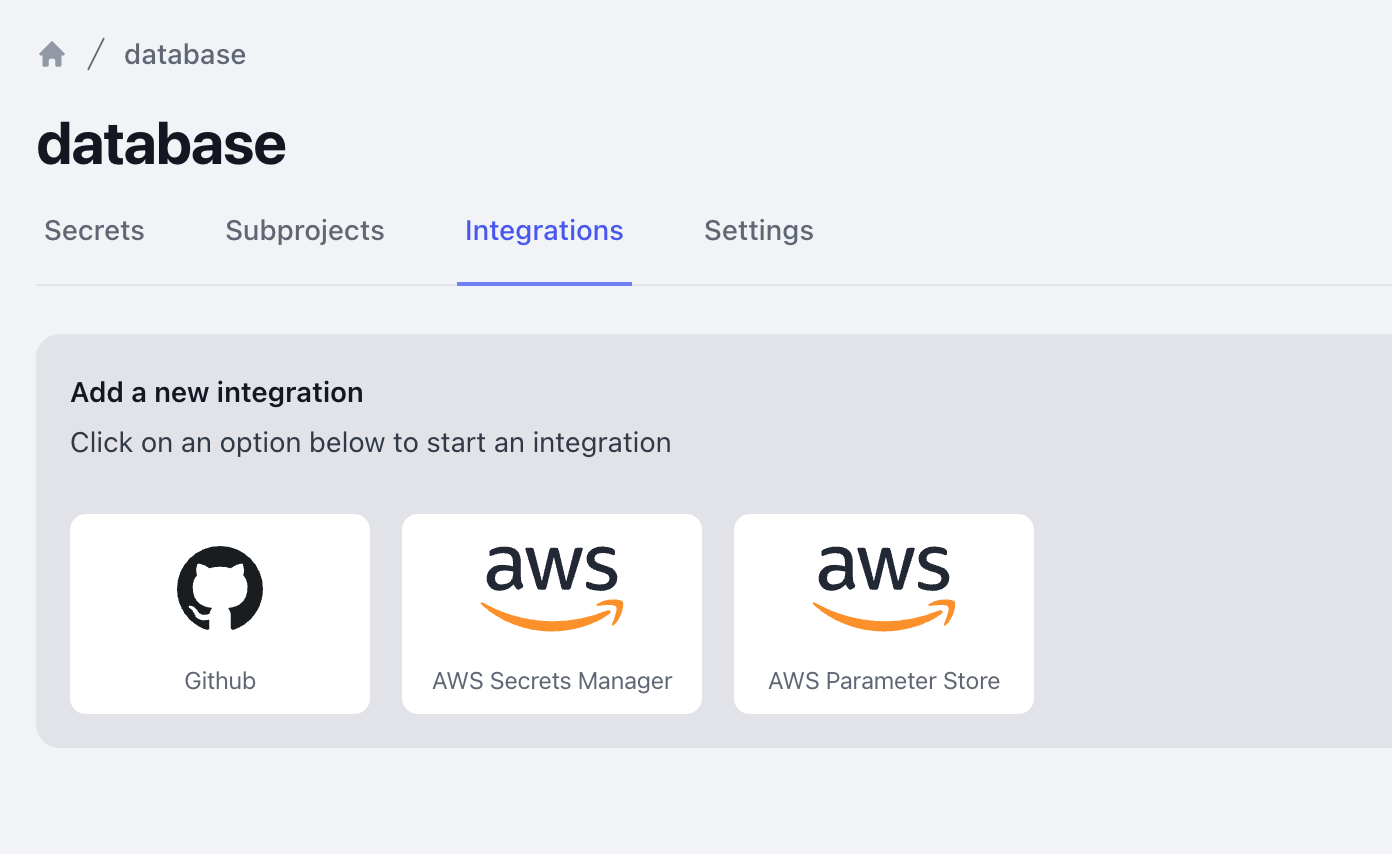 / database
database
Secrets Subprojects Integrations Settings
Add a new integration
Click on an option below to start an integration
aws aws
Github AWS Secrets Manager AWS Parameter Store